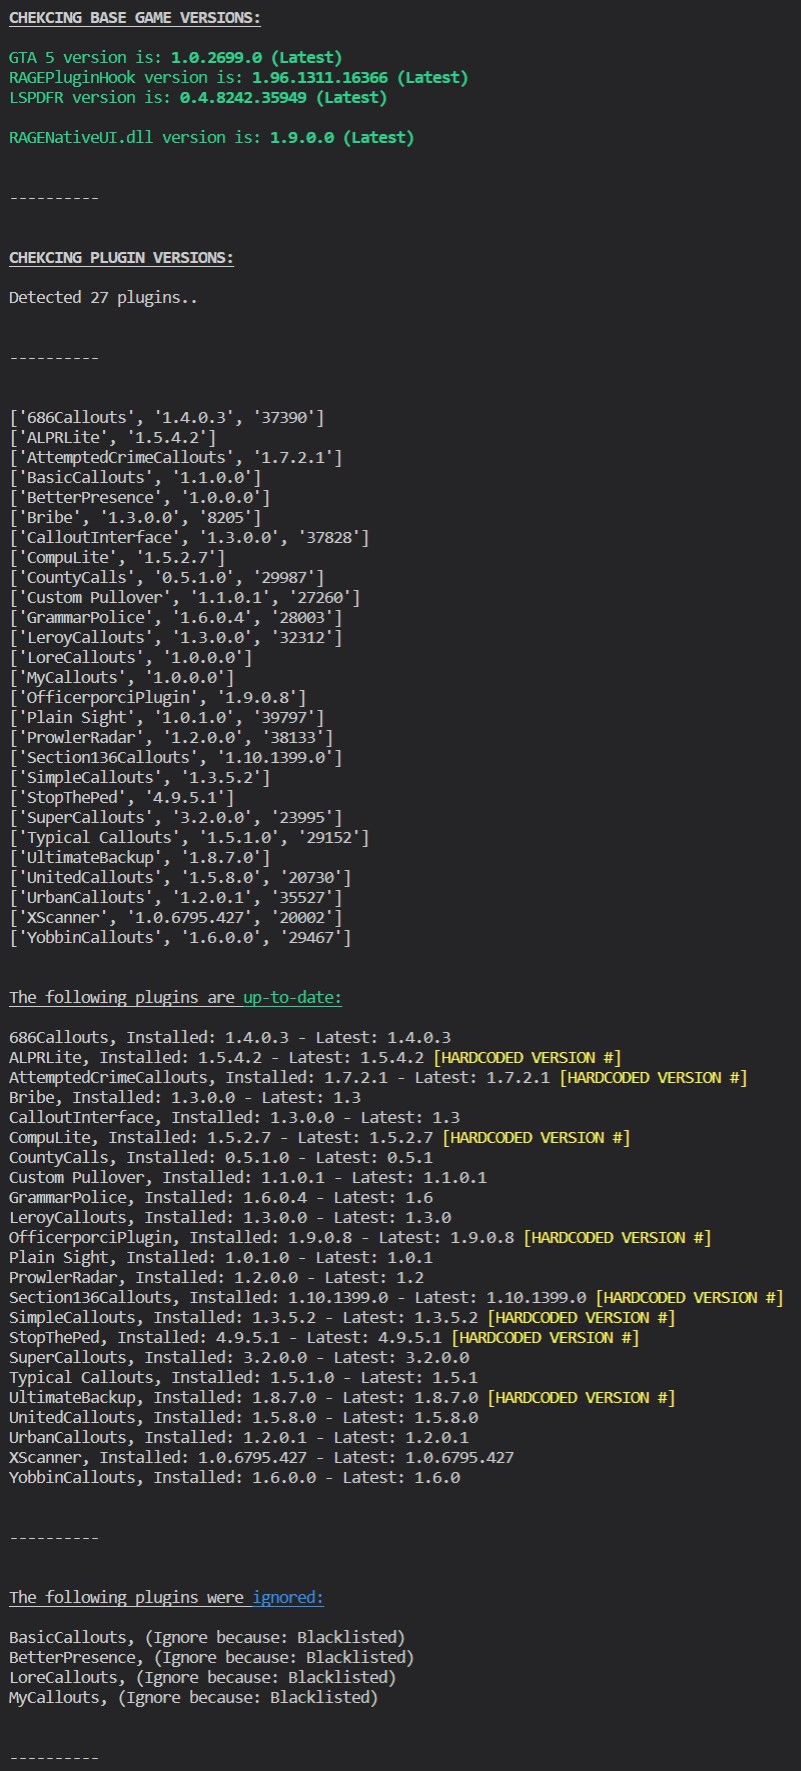 CHEKCING BASE GAME VERSIONS:
GTA 5 version is: 1.0.2699.0 (Latest)
RAGEPluginHook version is: 1.96.1311.16366 (Latest)
LSPDFR version is: 0.4.8242.35949 (Latest)
RAGENativeUI.dll version is: 1.9.0.0 (Latest)
----------
CHEKCING PLUGIN VERSIONS:
Detected 27 plugins..
----------
['686Callouts', '1.4.0.3', '37390']
['ALPRLite', '1.5.4.2']
['AttemptedCrimeCallouts', '1.7.2.1']
['BasicCallouts', '1.1.0.0']
['BetterPresence', '1.0.0.0']
['Bribe', '1.3.0.0', '8205']
['CalloutInterface', '1.3.0.0', '37828']
['CompuLite', '1.5.2.7']
['CountyCalls', '0.5.1.0', '29987']
['Custom Pullover', '1.1.0.1', '27260']
['GrammarPolice', '1.6.0.4', '28003']
['LeroyCallouts', '1.3.0.0', '32312']
['LoreCallouts', '1.0.0.0']
['MyCallouts', '1.0.0.0']
['OfficerporciPlugin', '1.9.0.8']
['Plain Sight', '1.0.1.0', '39797']
['ProwlerRadar', '1.2.0.0', '38133']
['Section136Callouts', '1.10.1399.0']
['SimpleCallouts', '1.3.5.2']
['StopThePed', '4.9.5.1']
['SuperCallouts', '3.2.0.0', '23995']
['Typical Callouts', '1.5.1.0', '29152']
['UltimateBackup', '1.8.7.0']
['UnitedCallouts', '1.5.8.0', '20730']
['UrbanCallouts', '1.2.0.1', '35527']
['XScanner', '1.0.6795.427', '20002']
['YobbinCallouts', '1.6.0.0', '29467']
The following plugins are up-to-date:
686Callouts, Installed: 1.4.0.3 - Latest: 1.4.0.3
ALPRLite, Installed: 1.5.4.2 - Latest: 1.5.4.2 [HARDCODED VERSION #]
AttemptedCrimeCallouts, Installed: 1.7.2.1 - Latest: 1.7.2.1 [HARDCODED VERSION #]
Bribe, Installed: 1.3.0.0 - Latest: 1.3
CalloutInterface, Installed: 1.3.0.0 - Latest: 1.3
CompuLite, Installed: 1.5.2.7 - Latest: 1.5.2.7 [HARDCODED VERSION #]
CountyCalls, Installed: 0.5.1.0 - Latest: 0.5.1
Custom Pullover, Installed: 1.1.0.1 - Latest: 1.1.0.1
GrammarPolice, Installed: 1.6.0.4 - Latest: 1.6
LeroyCallouts, Installed: 1.3.0.0 - Latest: 1.3.0
OfficerporciPlugin, Installed: 1.9.0.8 - Latest: 1.9.0.8 [HARDCODED VERSION #]
Plain Sight, Installed: 1.0.1.0 - Latest: 1.0.1
ProwlerRadar, Installed: 1.2.0.0 - Latest: 1.2
Section136Callouts, Installed: 1.10.1399.0 - Latest: 1.10.1399.0 [HARDCODED VERSION #]
SimpleCallouts, Installed: 1.3.5.2 - Latest: 1.3.5.2 [HARDCODED VERSION #]
StopThePed, Installed: 4.9.5.1 - Latest: 4.9.5.1 [HARDCODED VERSION #]
SuperCallouts, Installed: 3.2.0.0 - Latest: 3.2.0.0
Typical Callouts, Installed: 1.5.1.0 - Latest: 1.5.1
UltimateBackup, Installed: 1.8.7.0 - Latest: 1.8.7.0 [HARDCODED VERSION #]
UnitedCallouts, Installed: 1.5.8.0 - Latest: 1.5.8.0
UrbanCallouts, Installed: 1.2.0.1 - Latest: 1.2.0.1
XScanner, Installed: 1.0.6795.427 - Latest: 1.0.6795.427
YobbinCallouts, Installed: 1.6.0.0 - Latest: 1.6.0
----------
The following plugins were ignored:
BasicCallouts, (Ignore because: Blacklisted)
BetterPresence, (Ignore because: Blacklisted)
LoreCallouts, (Ignore because: Blacklisted)
MyCallouts, (Ignore because: Blacklisted)
----------